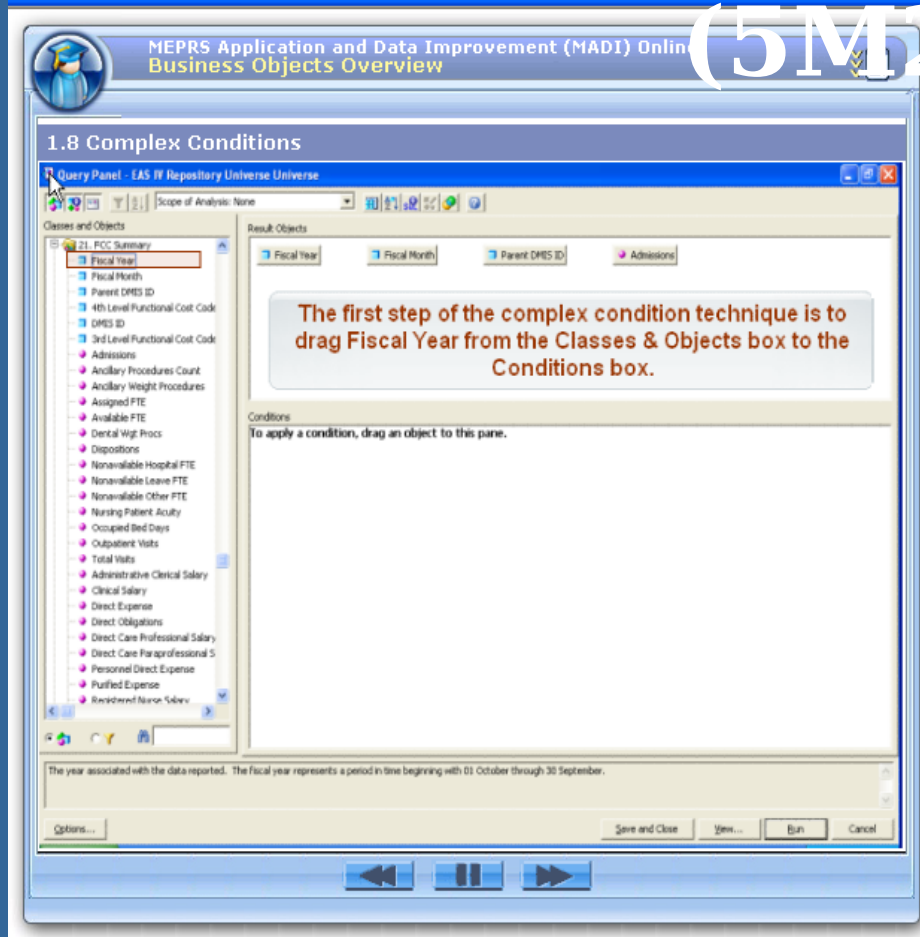 (5M2
MEPRS Application and Data Improvement (MADI) Onlin
Business Objects Overview
1.8 Complex Conditions
Query Panel - EAS IV Repository Universe Universe
Scope of Analysis: None
Classes and Objects
21. FCC Summary
Fiscal Year
Fiscal Month
Parent DMIS ID
4th Level Functional Cost Code
DMIS ID
3rd Level Functional Cost Code
Admissions
Ancillary Procedures Count
Ancillary Weight Procedures
Assigned FTE
Available FTE
Dental Wgt Procs
Dispositions
Nonavailable Hospital FTE
Nonavailable Leave FTE
Nonavailable Other FTE
Nursing Patient Acuity
Occupied Bed Days
Outpatient Visits
Total Visits
Administrative Clerical Salary
Clinical Salary
Direct Expense
Direct Obligations
Direct Care Professional Salary
Direct Care Paraprofessional S
Personnel Direct Expense
Purified Expense
Registered Nurse Salary
Result Objects
Fiscal Year Fiscal Month Parent DMIS ID Admissions
The first step of the complex condition technique is to
drag Fiscal Year from the Classes & Objects box to the
Conditions box.
Conditions
To apply a condition, drag an object to this pane.
The year associated with the data reported. The fiscal year represents a period in time beginning with 01 October through 30 September.
Options... Save and Close View... Run Cancel